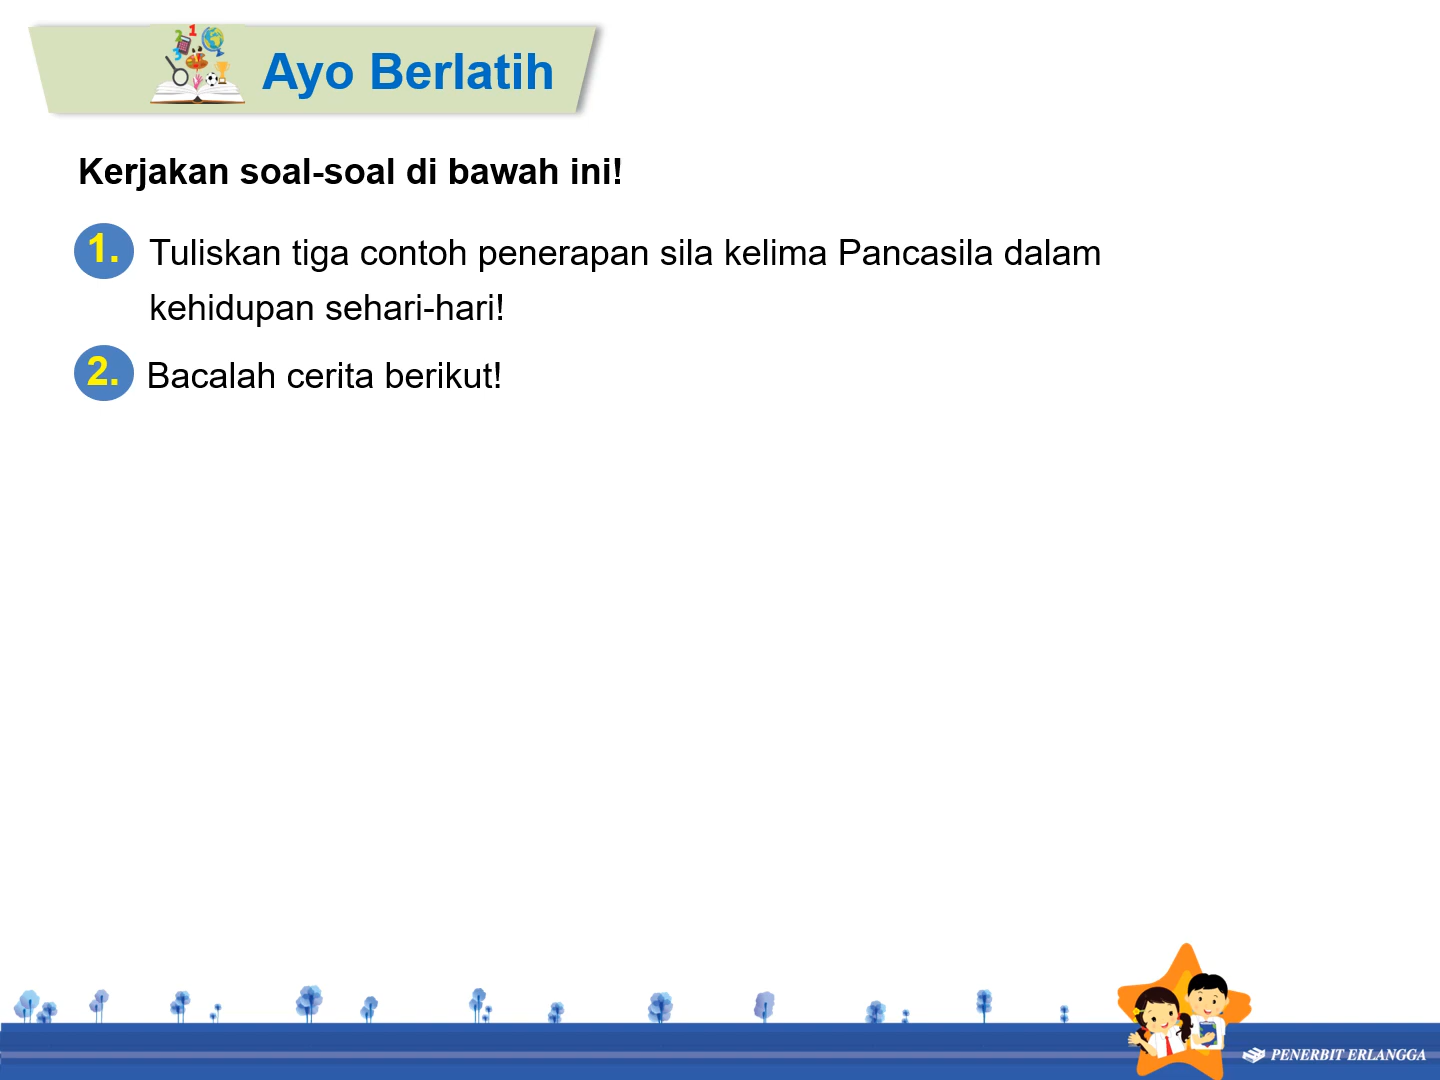 Ayo Berlatih
Kerjakan soal-soal di bawah ini!
1. Tuliskan tiga contoh penerapan sila kelima Pancasila dalam
kehidupan sehari-hari!
2. Bacalah cerita berikut!
PENERBIT ERLANGGA